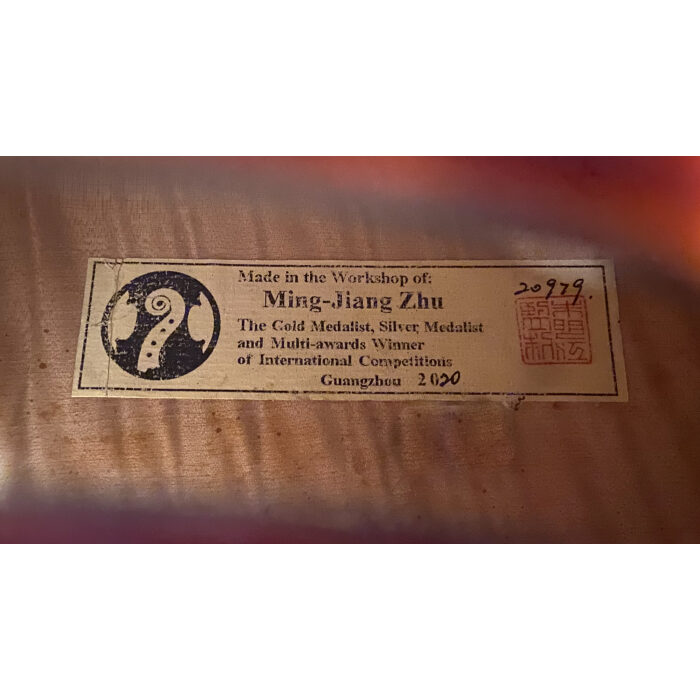 Made in the Workshop of:
Ming-Jiang Zhu
The Gold Medalist, Silver, Medalist
and Multi-awards Winner
of International Competitions
Guangzhou 2020
20979.